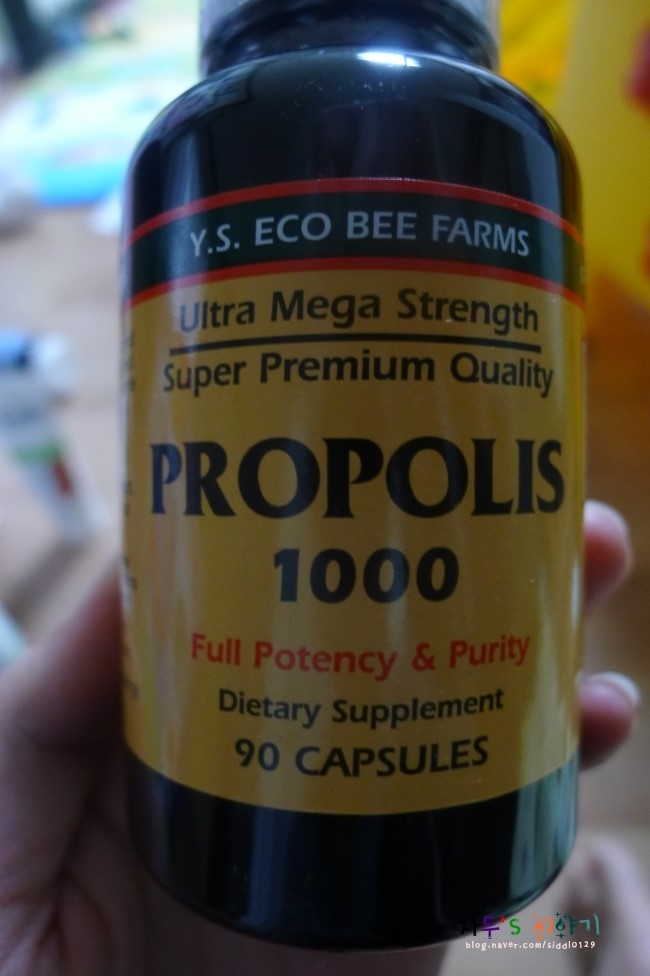 Y.S. ECO BEE FARMS
Ultra Mega Strength
Super Premium Quality
PROPOLIS
1000
Full Potency & Purity
Dietary Supplement
90 CAPSULES
blog.naver.com/siddl0129